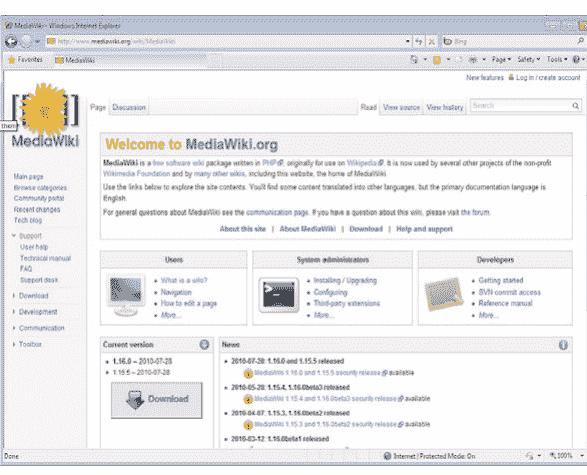 MediaWiki - Windows Internet Explorer
http://www.mediawiki.org/wiki/MediaWiki
Bing
Favorites MediaWiki Page Safety Tools
New features Log in / create account
Page Discussion Read View source View history Search
MediaWiki
Welcome to MediaWiki.org
MediaWiki is a free software wiki package written in PHP, originally for use on Wikipedia. It is now used by several other projects of the non-profit
Wikimedia Foundation and by many other wikis, including this website, the home of MediaWiki
Use the links below to explore the site contents. You'll find some content translated into other languages, but the primary documentation language is
English.
For general questions about MediaWiki see the communication page. If you have a question about this wiki, please visit the forum.
About this site | About MediaWiki | Download | Help and support
Main page
Browse categories
Community portal
Recent changes
Tech blog
Support
User help
Technical manual
FAQ
Support desk
Download
Development
Communication
Toolbox
Users
What is a wiki?
Navigation
How to edit a page
More...
System administrators
Installing / Upgrading
Configuring
Third-party extensions
More...
Developers
Getting started
SVN commit access
Reference manual
More...
Current version
1.16.0 – 2010-07-28
1.15.5 – 2010-07-28
Download
News
2010-07-28: 1.16.0 and 1.15.5 released
MediaWiki 1.16.0 and 1.15.5 security release available
2010-05-28: 1.15.4, 1.16.0beta3 released
MediaWiki 1.15.4 and 1.16.0beta3 security release available
2010-04-07: 1.15.3, 1.16.0beta2 released
MediaWiki 1.15.3 and 1.16.0beta2 security release available
2010-03-12: 1.16.0beta1 released
Done Internet | Protected Mode: On 100%